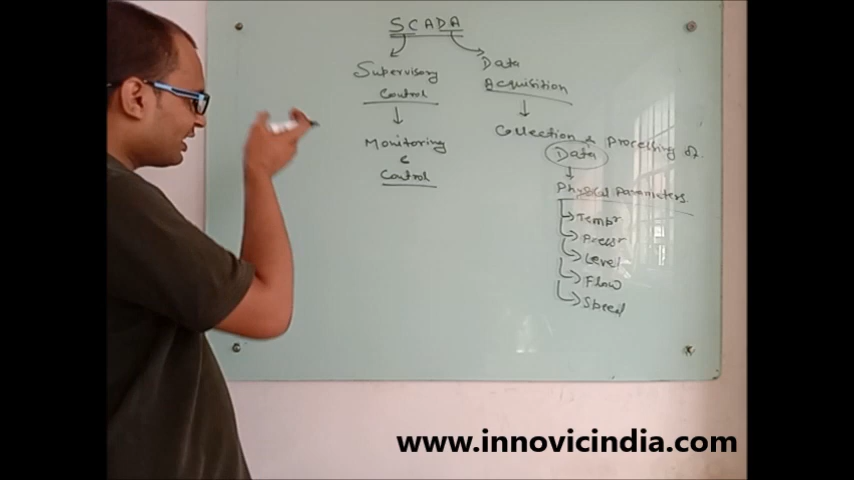 SCADA
Supervisory
Control
Monitoring
&
Control
Data
Acquisition
Collection & Processing of
Data
Physical Parameters
Tempr
Pressr
Level
Flow
Speed
www.innovicindia.com